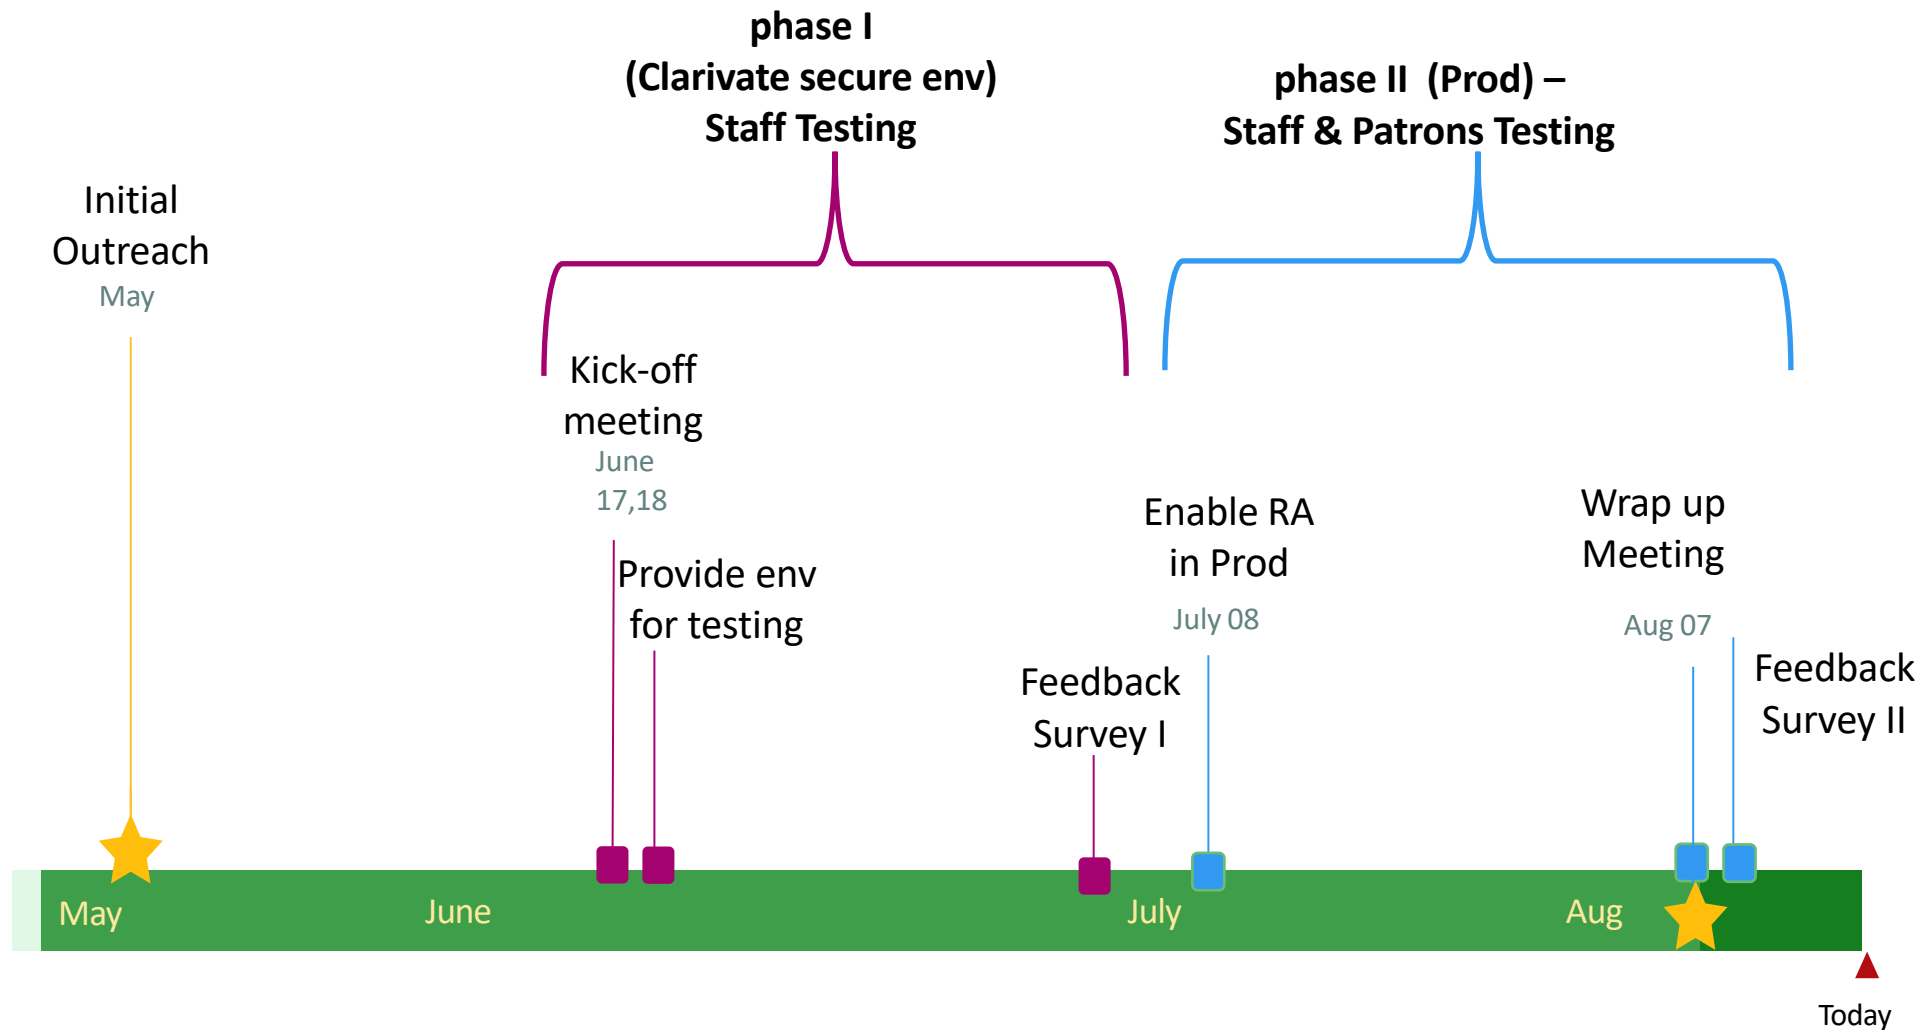 phase I
(Clarivate secure env)
Staff Testing
phase II (Prod) –
Staff & Patrons Testing
Initial
Outreach
May
Kick-off
meeting
June
17,18
Provide env
for testing
Feedback
Survey I
Enable RA
in Prod
July 08
Wrap up
Meeting
Aug 07
Feedback
Survey II
May
June
July
Aug
Today